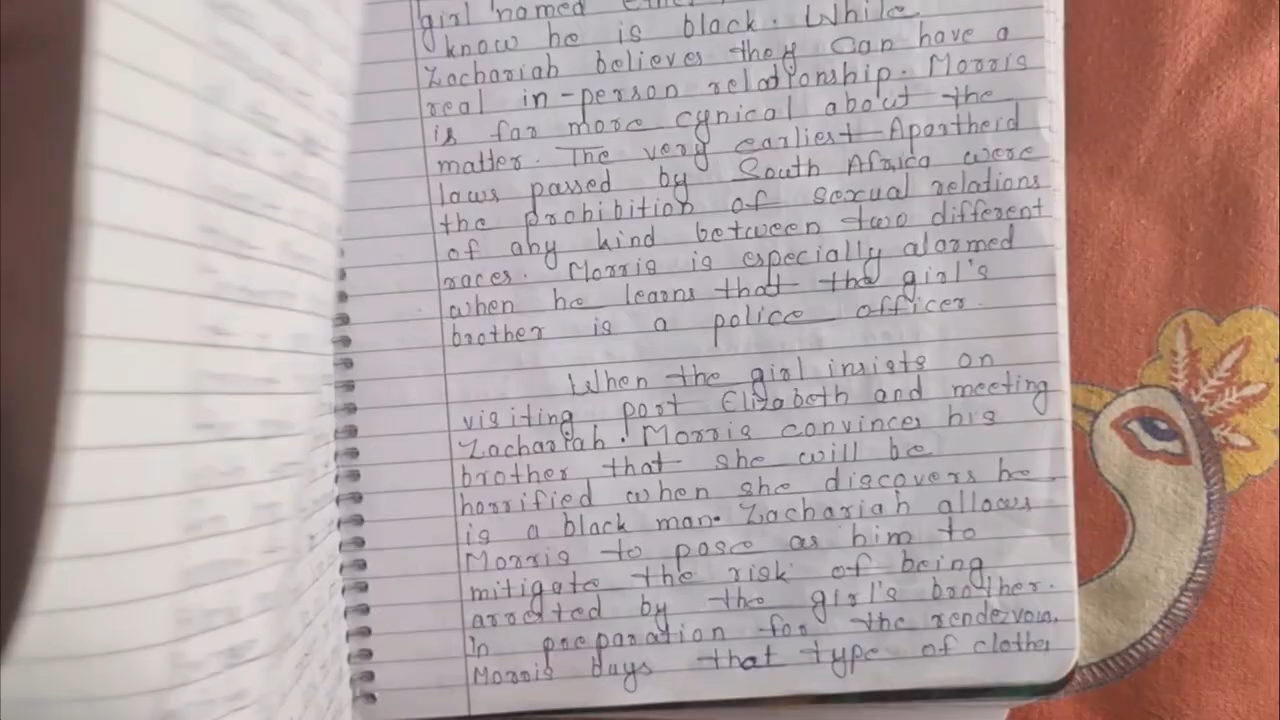 girl named
know he is black. While
Zachariah believes they can have a
real in-person relationship. Morris
is far more cynical about the
matter. The very earliest Apartheid
laws passed by South Africa were
the prohibition of sexual relations
of any kind between two different
races. Morris is especially alarmed
when he learns that the girl's
brother is a police officer.
When the girl insists on
visiting port Elizabeth and meeting
Zachariah. Morris convinces his
brother that she will be
horrified when she discovers he
is a black man. Zachariah allows
Morris to pose as him to
mitigate the risk of being
arrested by the girl's brother.
In preparation for the rendezvous,
Morris buys that type of clothes